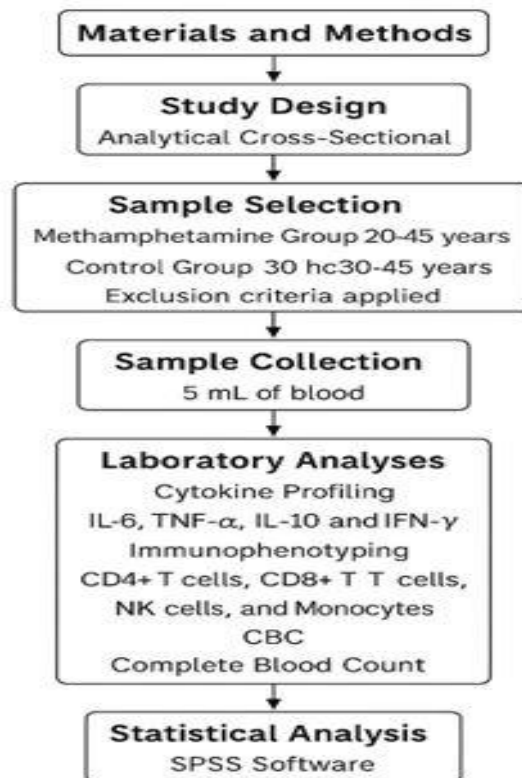 Materials and Methods
Study Design
Analytical Cross-Sectional
Sample Selection
Methamphetamine Group 20-45 years
Control Group 30 hc30-45 years
Exclusion criteria applied
Sample Collection
5 mL of blood
Laboratory Analyses
Cytokine Profiling
IL-6, TNF-α, IL-10 and IFN-γ
Immunophenotyping
CD4+ T cells, CD8+ T T cells,
NK cells, and Monocytes
CBC
Complete Blood Count
Statistical Analysis
SPSS Software